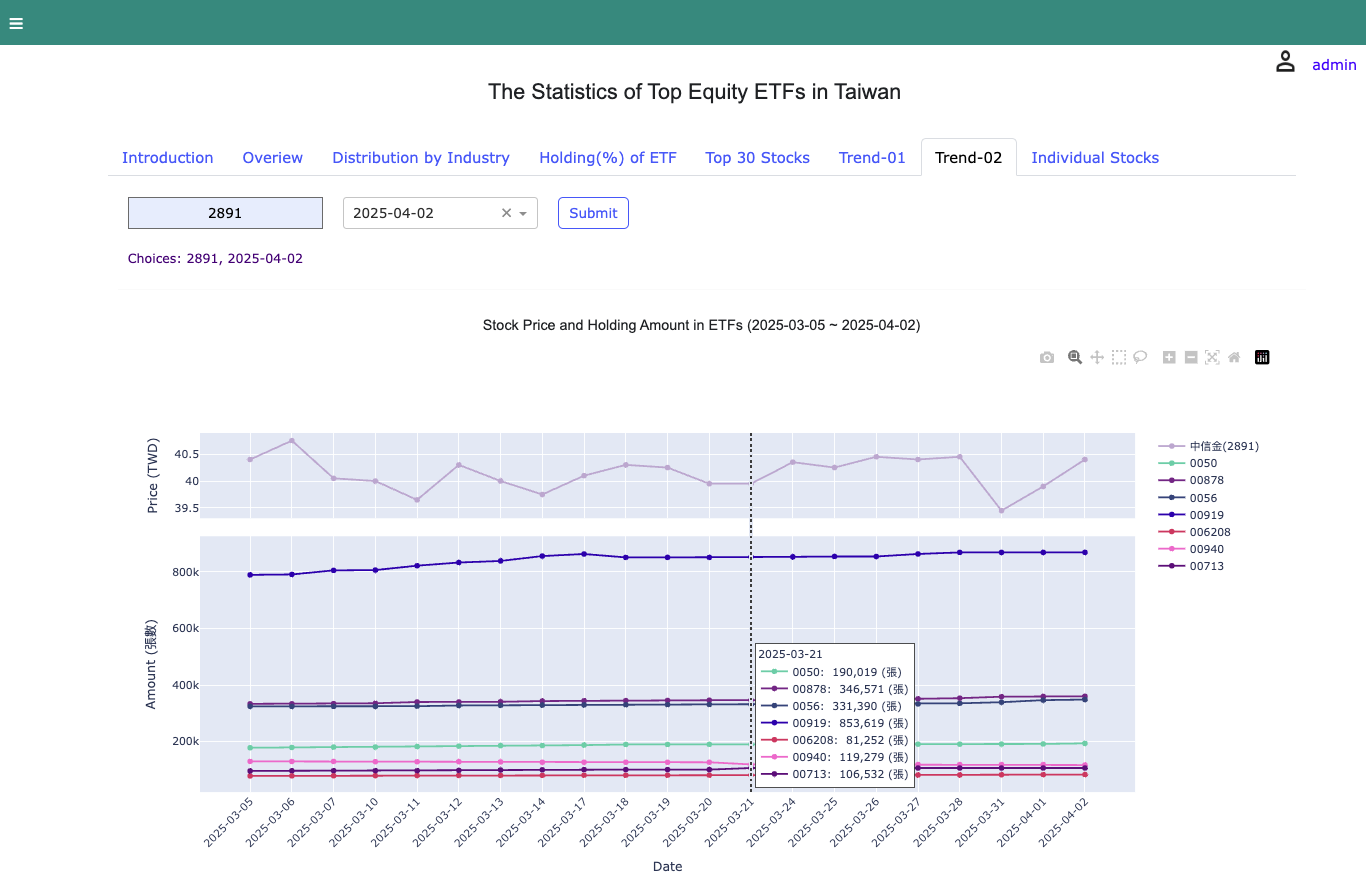 admin
The Statistics of Top Equity ETFs in Taiwan
Introduction
Overiew
Distribution by Industry
Holding(%) of ETF
Top 30 Stocks
Trend-01
Trend-02
Individual Stocks
2891
2025-04-02
Submit
Choices: 2891, 2025-04-02
Stock Price and Holding Amount in ETFs (2025-03-05 ~ 2025-04-02)
Price (TWD)
40.5
40
39.5
中信金(2891)
0050
00878
0056
00919
006208
00940
00713
Amount (張數)
800k
600k
400k
200k
2025-03-21
0050: 190,019 (張)
00878: 346,571 (張)
0056: 331,390 (張)
00919: 853,619 (張)
006208: 81,252 (張)
00940: 119,279 (張)
00713: 106,532 (張)
2025-03-05
2025-03-06
2025-03-07
2025-03-10
2025-03-11
2025-03-12
2025-03-13
2025-03-14
2025-03-17
2025-03-18
2025-03-19
2025-03-20
2025-03-21
2025-03-24
2025-03-25
2025-03-26
2025-03-27
2025-03-28
2025-03-31
2025-04-01
2025-04-02
Date